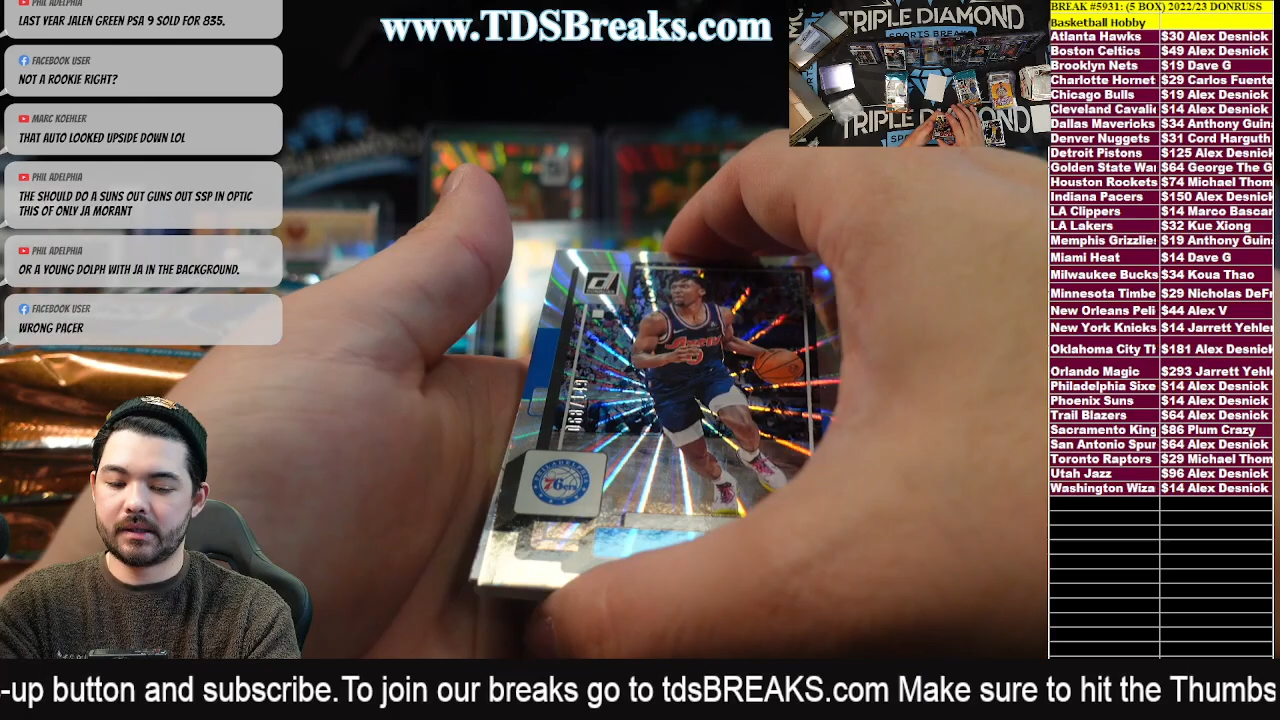 PHIL ADELPHIA
LAST YEAR JALEN GREEN PSA 9 SOLD FOR 835.
FACEBOOK USER
NOT A ROOKIE RIGHT?
MARC KOEHLER
THAT AUTO LOOKED UPSIDE DOWN LOL
PHIL ADELPHIA
THE SHOULD DO A SUNS OUT GUNS OUT SSP IN OPTIC
THIS OF ONLY JA MORANT
PHIL ADELPHIA
OR A YOUNG DOLPH WITH JA IN THE BACKGROUND.
FACEBOOK USER
WRONG PACER
www.TDSBreaks.com
TRIPLE DIAMOND
SPORTS BREAKS
TRIPLE DIAMOND
PHILADELPHIA
76ers
BREAK #5931: (5 BOX) 2022/23 DONRUSS
Basketball Hobby
Atlanta Hawks $30 Alex Desnick
Boston Celtics $49 Alex Desnick
Brooklyn Nets $19 Dave G
Charlotte Hornet $29 Carlos Fuente
Chicago Bulls $19 Alex Desnick
Cleveland Cavalie $14 Alex Desnick
Dallas Mavericks $34 Anthony Guin
Denver Nuggets $31 Cord Harguth
Detroit Pistons $125 Alex Desnick
Golden State War $64 George The G
Houston Rockets $74 Michael Thom
Indiana Pacers $150 Alex Desnick
LA Clippers $14 Marco Bascar
LA Lakers $32 Kue Xiong
Memphis Grizzlies $19 Anthony Guin
Miami Heat $14 Dave G
Milwaukee Bucks $34 Koua Thao
Minnesota Timbe $29 Nicholas DeFr
New Orleans Peli $44 Alex V
New York Knicks $14 Jarrett Yehle
Oklahoma City Th $181 Alex Desnick
Orlando Magic $293 Jarrett Yehle
Philadelphia Sixe $14 Alex Desnick
Phoenix Suns $14 Alex Desnick
Trail Blazers $64 Alex Desnick
Sacramento King $86 Plum Crazy
San Antonio Spur $64 Alex Desnick
Toronto Raptors $29 Michael Thom
Utah Jazz $96 Alex Desnick
Washington Wiza $14 Alex Desnick
-up button and subscribe.To join our breaks go to tdsBREAKS.com Make sure to hit the Thumbs